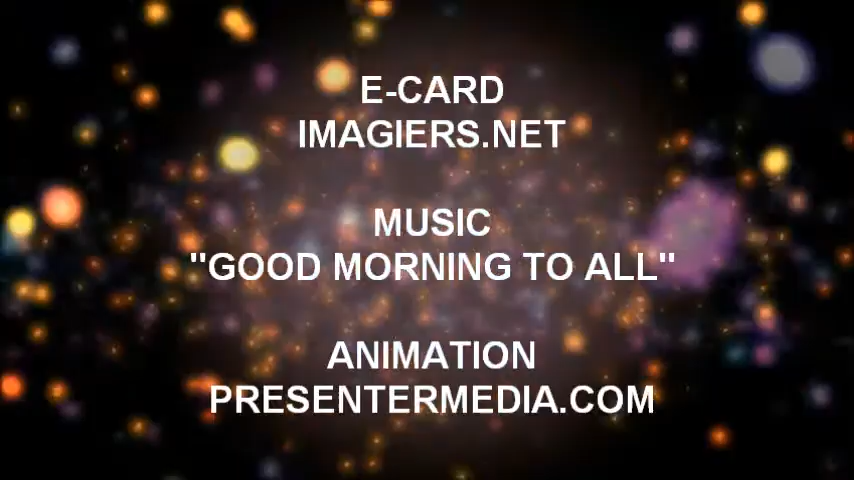 E-CARD
IMAGIERS.NET
MUSIC
"GOOD MORNING TO ALL"
ANIMATION
PRESENTERMEDIA.COM